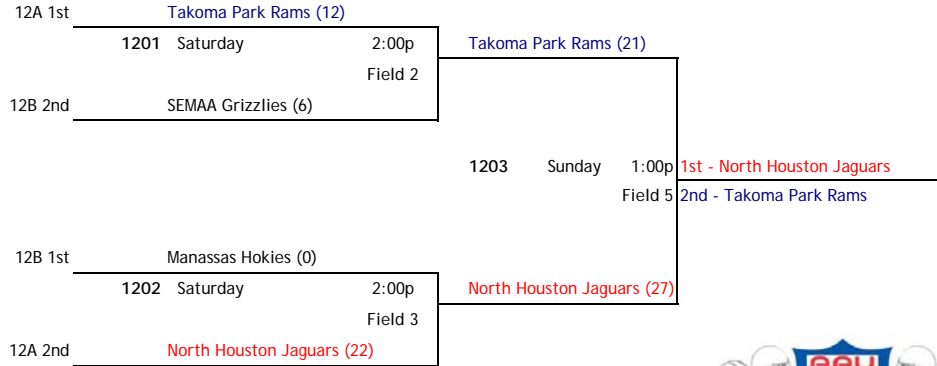 12A 1st Takoma Park Rams (12)
1201 Saturday 2:00p Takoma Park Rams (21)
Field 2
12B 2nd SEMAA Grizzlies (6)
1203 Sunday 1:00p 1st - North Houston Jaguars
Field 5 2nd - Takoma Park Rams
12B 1st Manassas Hokies (0)
1202 Saturday 2:00p North Houston Jaguars (27)
Field 3
12A 2nd North Houston Jaguars (22)